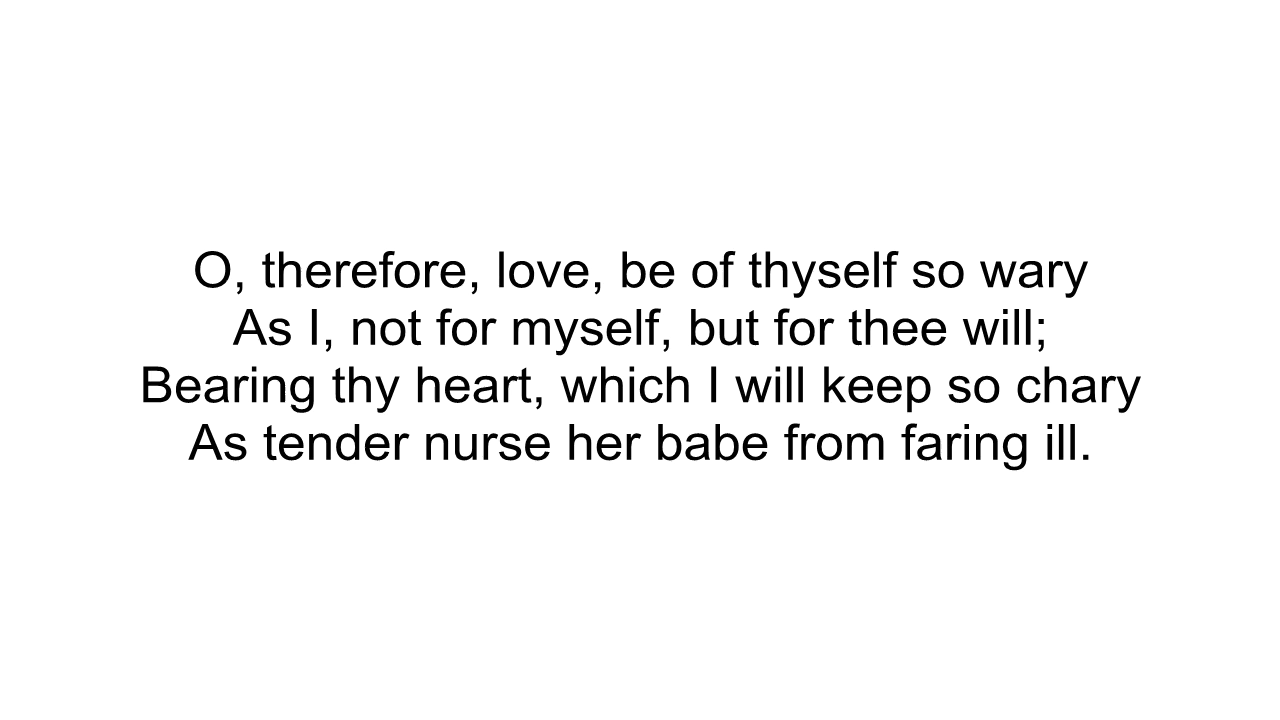 O, therefore, love, be of thyself so wary
As I, not for myself, but for thee will;
Bearing thy heart, which I will keep so chary
As tender nurse her babe from faring ill.